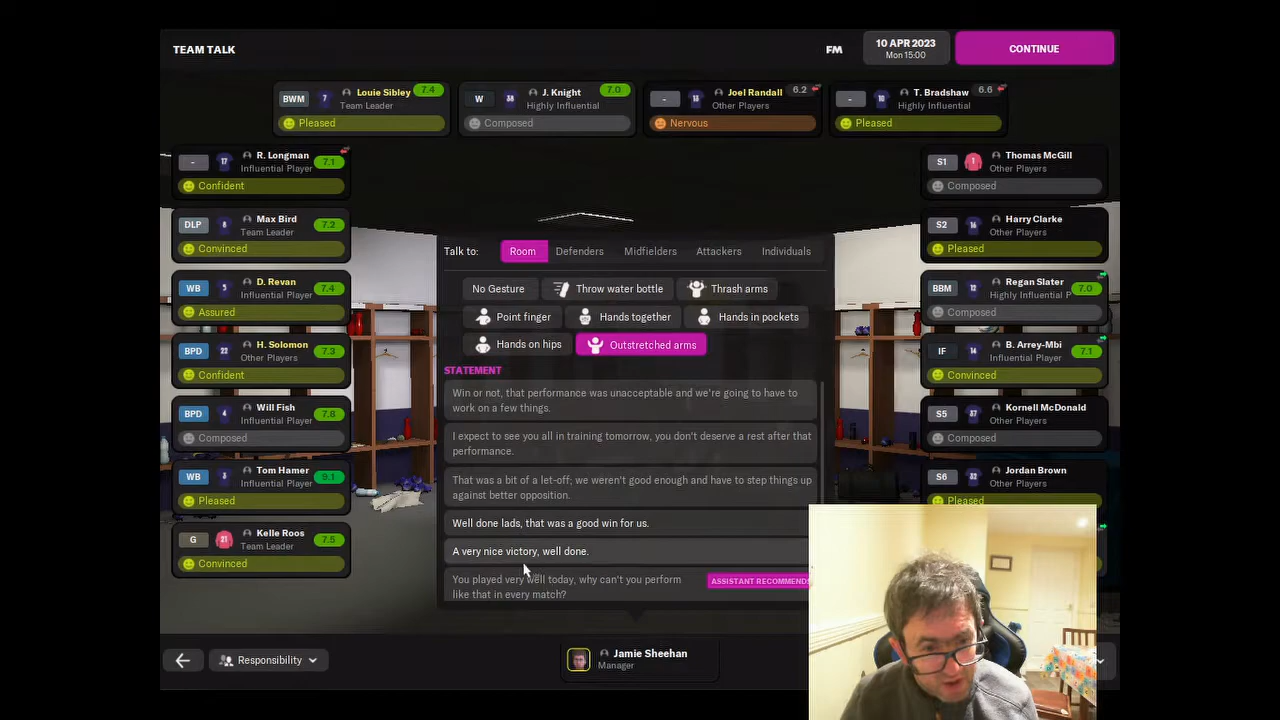 TEAM TALK
FM
10 APR 2023
Mon 15:00
CONTINUE
BWM 7 Louie Sibley 7.4
Team Leader
Pleased
W 38 J. Knight 7.0
Highly Influential
Composed
- Joel Randall 6.2
Other Players
Nervous
- 10 T. Bradshaw 6.6
Highly Influential
Pleased
- 17 R. Longman 7.1
Influential Player
Confident
DLP 8 Max Bird 7.2
Team Leader
Convinced
WB D. Revan 7.4
Influential Player
Assured
BPD 22 H. Solomon 7.3
Other Players
Confident
BPD 4 Will Fish 7.8
Influential Player
Composed
WB Tom Hamer 9.1
Influential Player
Pleased
G 31 Kelle Roos 7.5
Team Leader
Convinced
Talk to: Room Defenders Midfielders Attackers Individuals
No Gesture Throw water bottle Thrash arms
Point finger Hands together Hands in pockets
Hands on hips Outstretched arms
STATEMENT
Win or not, that performance was unacceptable and we're going to have to
work on a few things.
I expect to see you all in training tomorrow, you don't deserve a rest after that
performance.
That was a bit of a let-off; we weren't good enough and have to step things up
against better opposition.
Well done lads, that was a good win for us.
A very nice victory, well done.
You played very well today, why can't you perform
like that in every match?
ASSISTANT RECOMMENDS
S1 1 Thomas McGill
Other Players
Composed
S2 16 Harry Clarke
Other Players
Pleased
BBM 12 Regan Slater 7.0
Highly Influential P
Composed
IF 14 B. Arrey-Mbi 7.1
Influential Player
Convinced
S5 37 Kornell McDonald
Other Players
Composed
S6 32 Jordan Brown
Other Players
Pleased
Responsibility
Jamie Sheehan
Manager